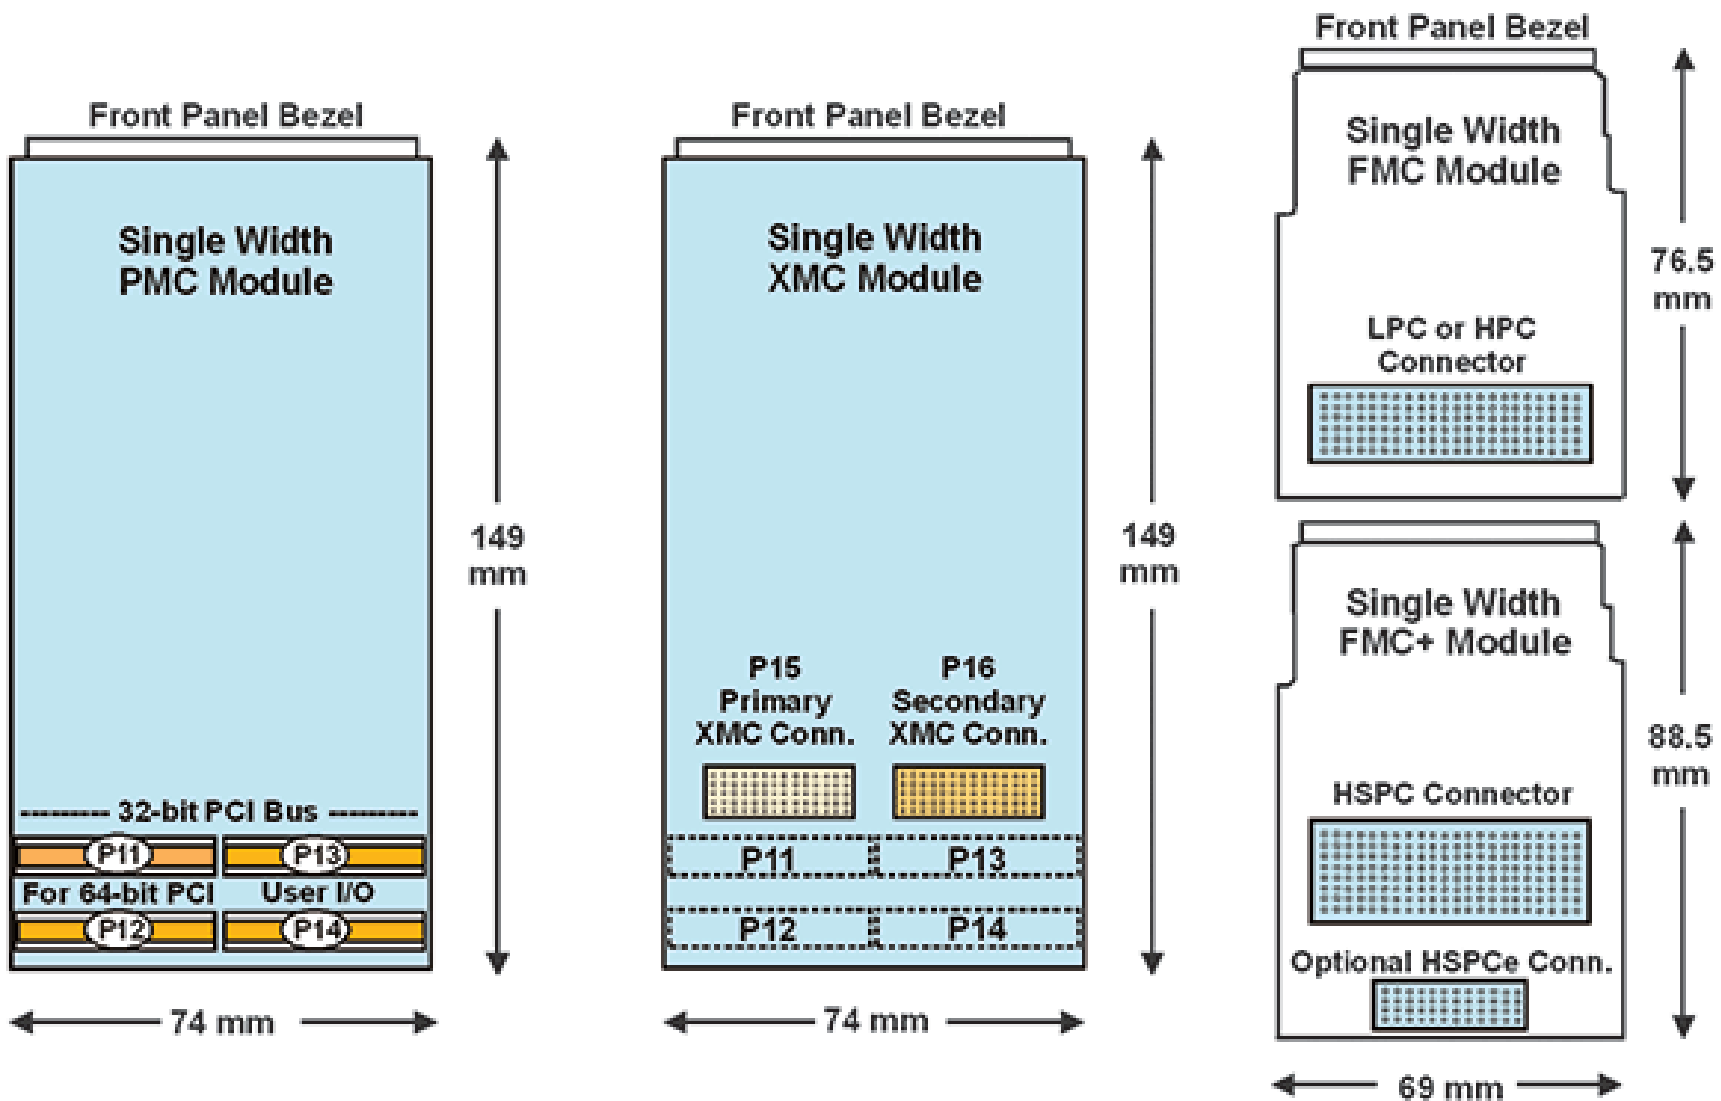 Front Panel Bezel
Single Width
PMC Module
32-bit PCI Bus
P11
P13
For 64-bit PCI
User I/O
P12
P14
149
mm
74 mm
Front Panel Bezel
Single Width
XMC Module
P15
Primary
XMC Conn.
P16
Secondary
XMC Conn.
P11
P13
P12
P14
149
mm
74 mm
Front Panel Bezel
Single Width
FMC Module
LPC or HPC
Connector
76.5
mm
Single Width
FMC+ Module
HSPC Connector
Optional HSPCe Conn.
88.5
mm
69 mm